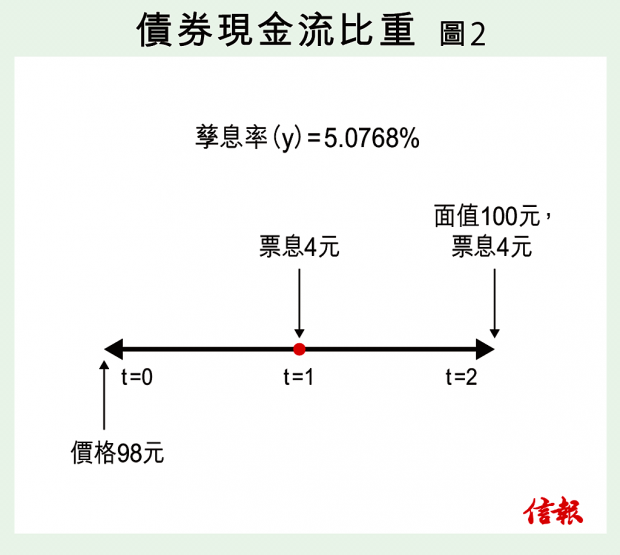 債券現金流比重 圖2
孳息率(y)=5.0768%
面值100元，
票息4元
票息4元
t=0
t=1
t=2
價格98元
信報